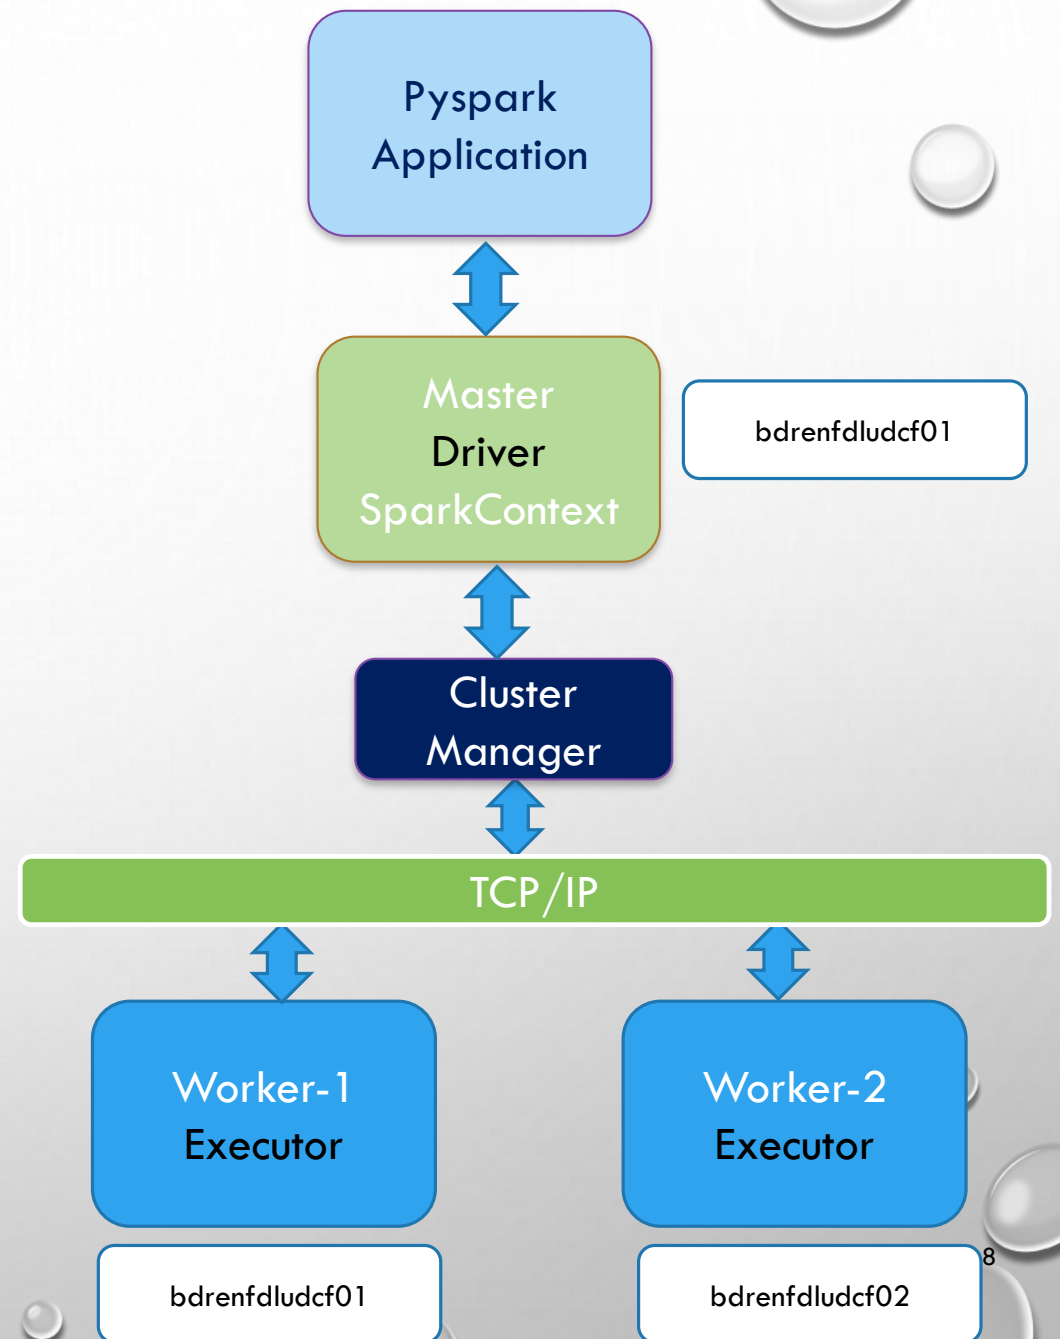 Pyspark
Application
Master
Driver
SparkContext
bdrenfdludcf01
Cluster
Manager
TCP/IP
Worker-1
Executor
Worker-2
Executor
8
bdrenfdludcf01
bdrenfdludcf02